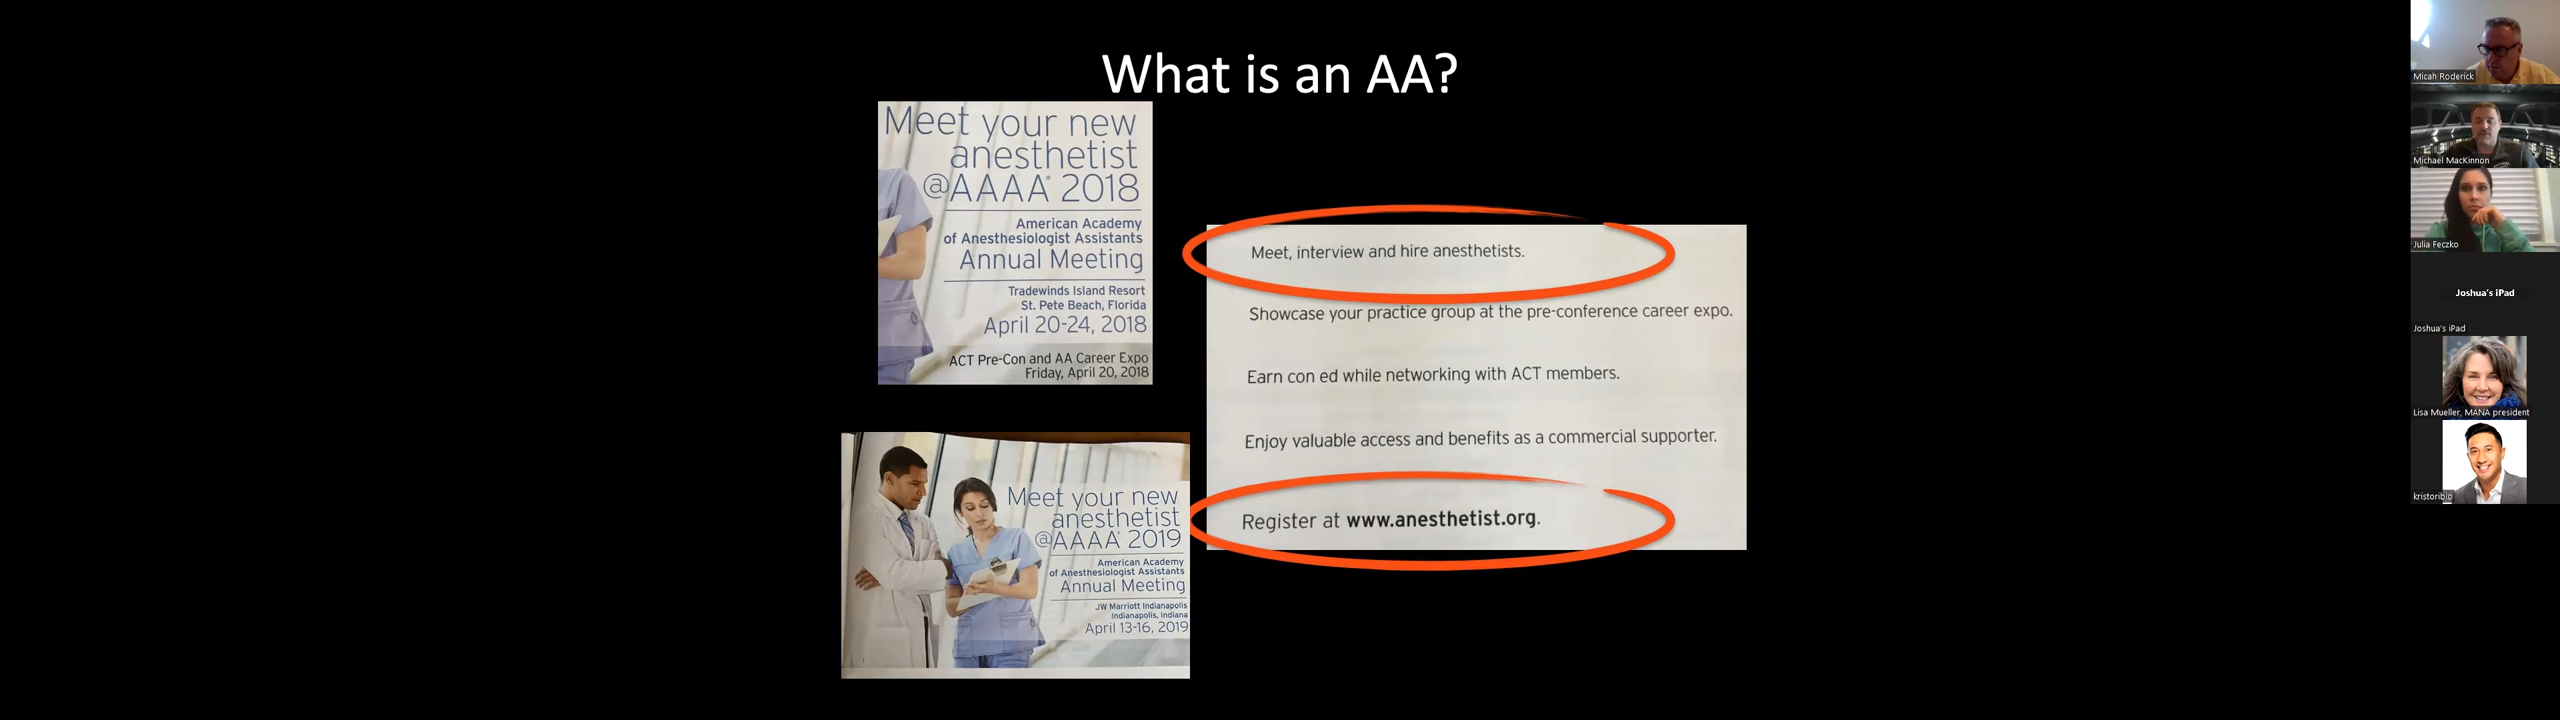 What is an AA?
Meet your new
anesthetist
@AAAA® 2018
American Academy
of Anesthesiologist Assistants
Annual Meeting
Tradewinds Island Resort
St. Pete Beach, Florida
April 20-24, 2018
ACT Pre-Con and AA Career Expo
Friday, April 20, 2018
Meet, interview and hire anesthetists.
Showcase your practice group at the pre-conference career expo.
Earn con ed while networking with ACT members.
Enjoy valuable access and benefits as a commercial supporter.
Register at www.anesthetist.org.
Meet your new
anesthetist
@AAAA® 2019
American Academy
of Anesthesiologist Assistants
Annual Meeting
JW Marriott Indianapolis
Indianapolis, Indiana
April 13-16, 2019
Micah Roderick
Michael MacKinnon
Julia Feczko
Joshua's iPad
Joshua's iPad
Lisa Mueller, MANA president
kristoribio